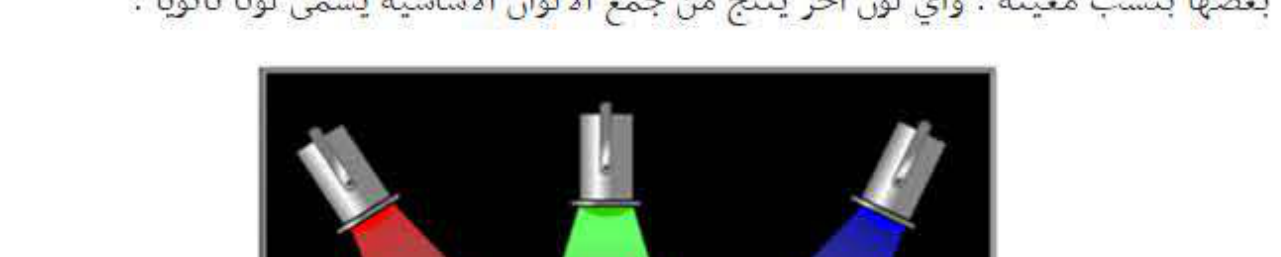 بعضها بنسب معينة . وأي لون آخر ينتج من جمع الألوان الأساسية يسمى لونا ثانويا .